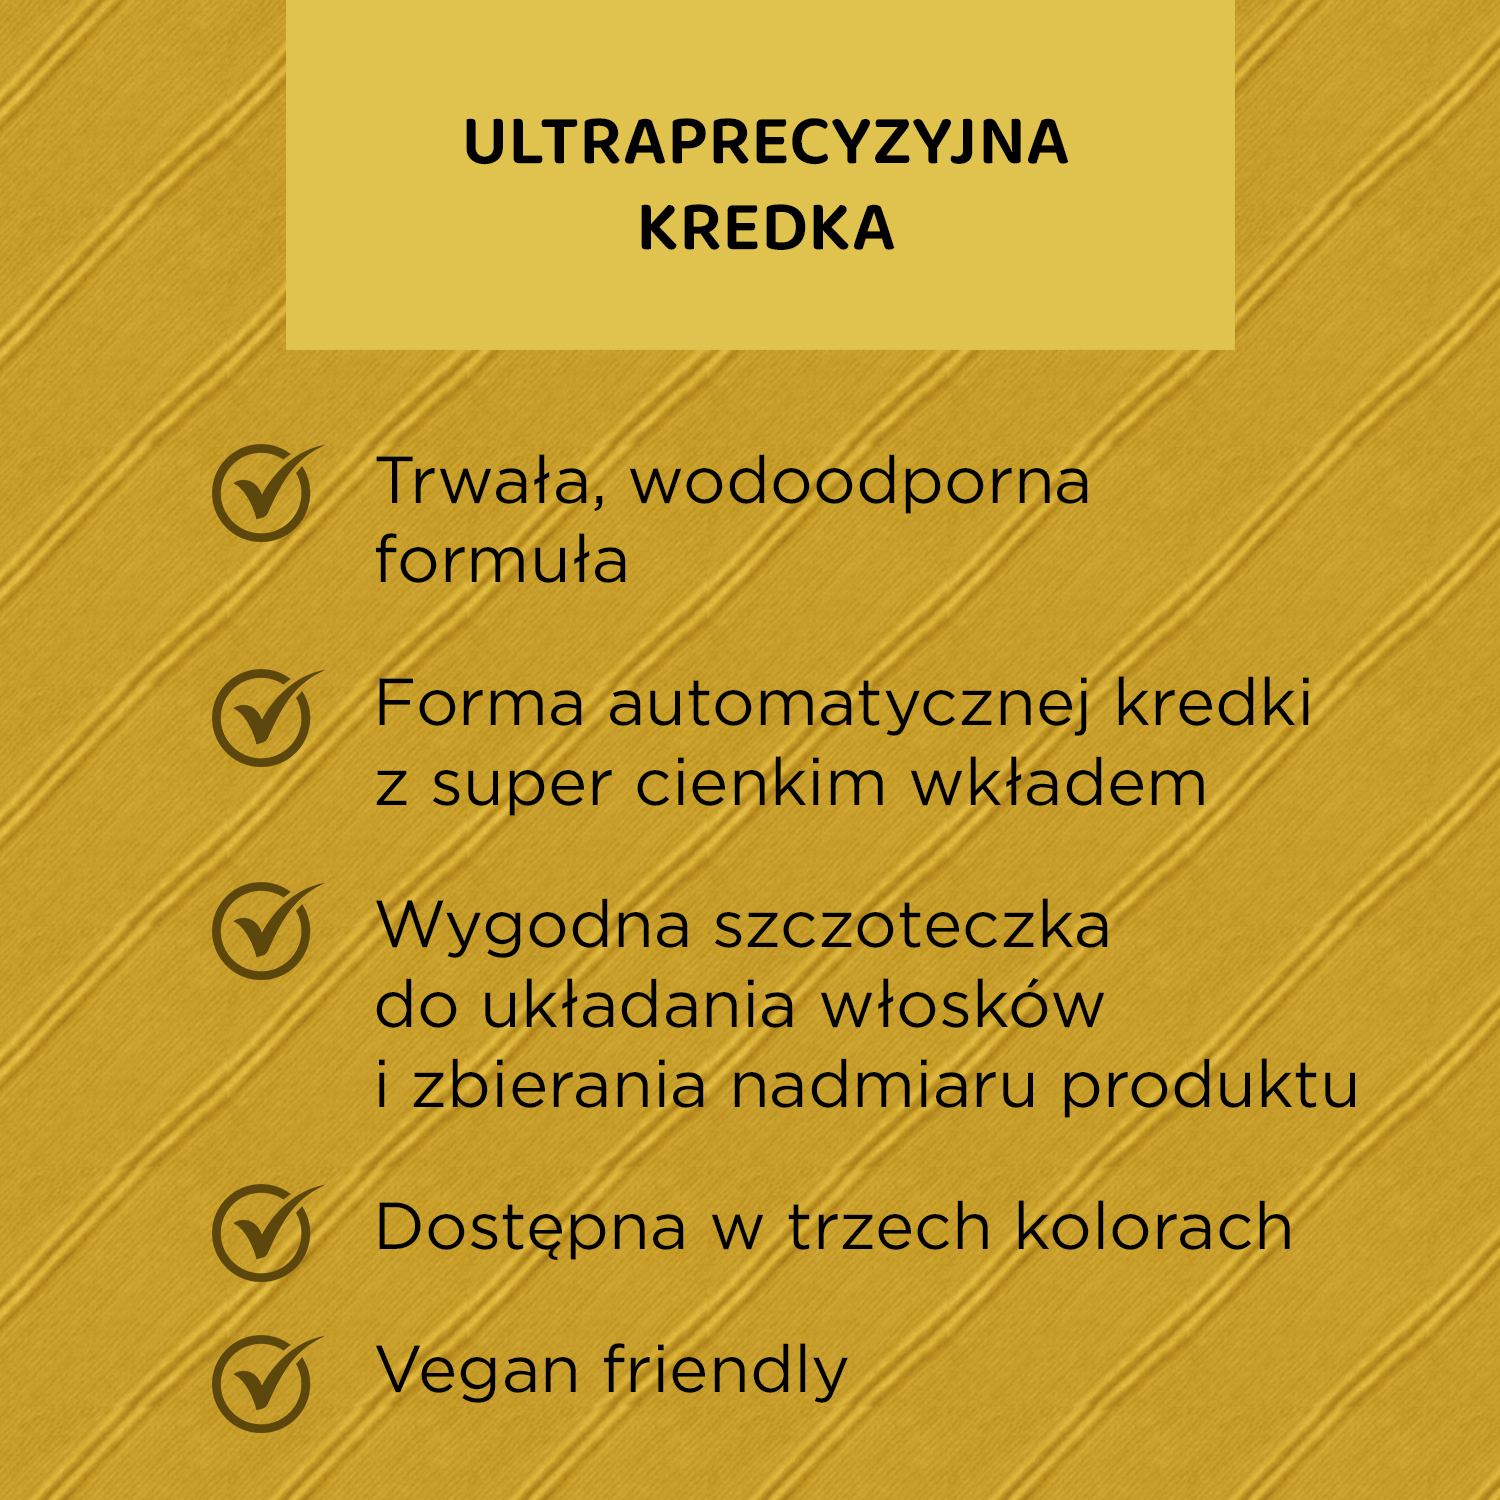 ULTRAPRECYZYJNA
KREDKA
Trwała, wodoodporna
formuła
Forma automatycznej kredki
z super cienkim wkładem
Wygodna szczoteczka
do układania włosków
i zbierania nadmiaru produktu
Dostępna w trzech kolorach
Vegan friendly